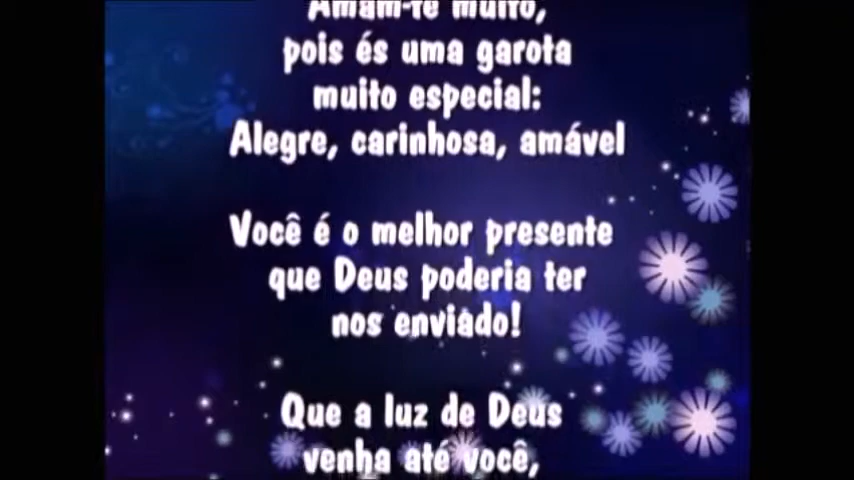 Amam-te muito,
pois és uma garota
muito especial:
Alegre, carinhosa, amável
Você é o melhor presente
que Deus poderia ter
nos enviado!
Que a luz de Deus
venha até você,